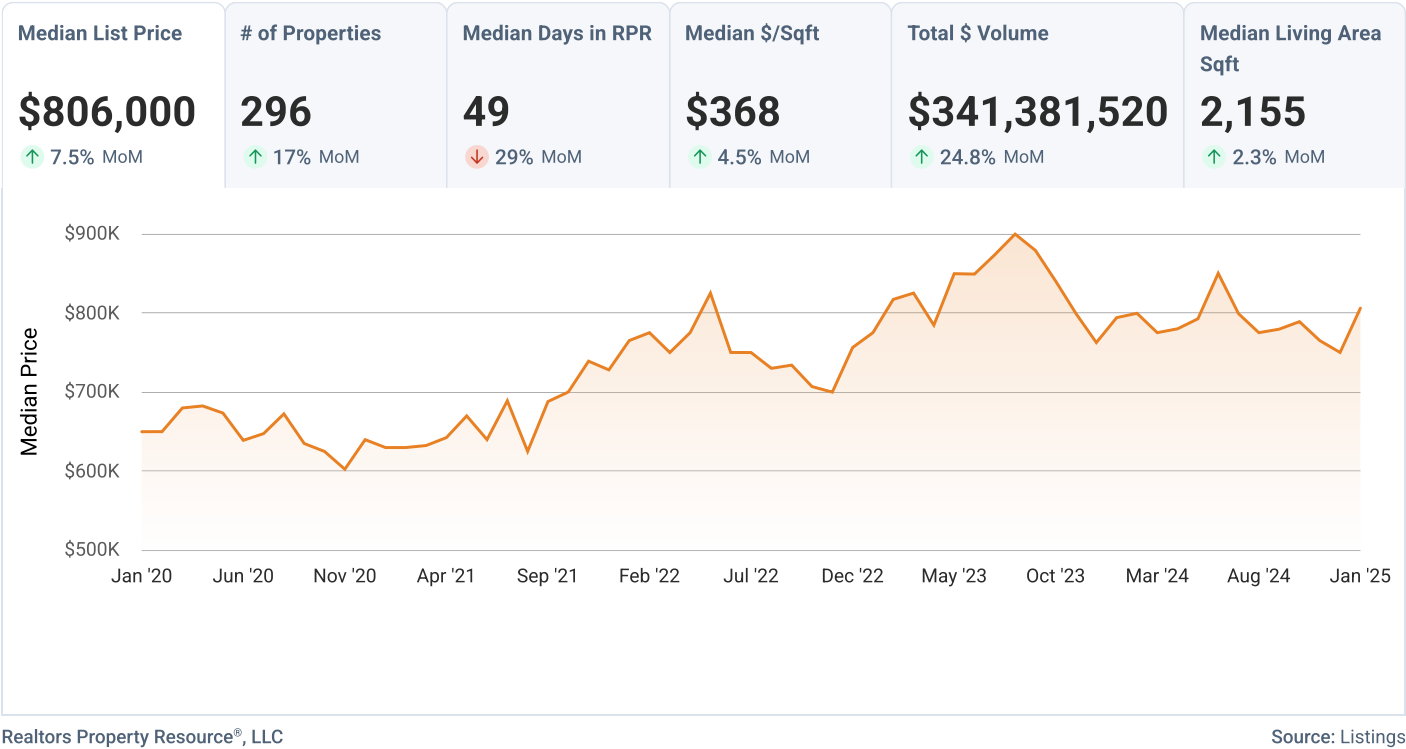 Median List Price
$806,000
↑ 7.5% MoM
# of Properties
296
↑ 17% MoM
Median Days in RPR
49
↓ 29% MoM
Median $/Sqft
$368
↑ 4.5% MoM
Total $ Volume
$341,381,520
↑ 24.8% MoM
Median Living Area
Sqft
2,155
↑ 2.3% MoM
Median Price
$900K
$800K
$700K
$600K
$500K
Jan '20 Jun '20 Nov '20 Apr '21 Sep '21 Feb '22 Jul '22 Dec '22 May '23 Oct '23 Mar '24 Aug '24 Jan '25
Realtors Property Resource®, LLC
Source: Listings